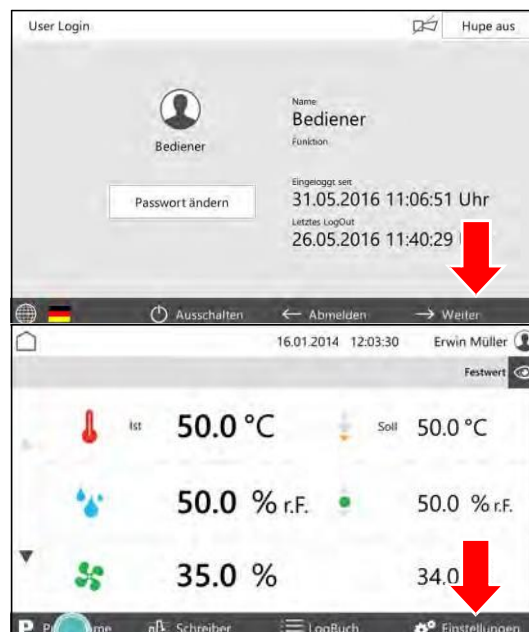 User Login
Hupe aus
Name
Bediener
Funktion
Bediener
Eingeloggt seit
31.05.2016 11:06:51 Uhr
Passwort ändern
Letztes LogOut
26.05.2016 11:40:29
Ausschalten
Abmelden
Weiter
16.01.2014 12:03:30 Erwin Müller
Festwert
Ist 50.0 °C Soll 50.0 °C
50.0 % r.F. 50.0 % r.F.
35.0 % 34.0
P Schreiber LogBuch Einstellungen